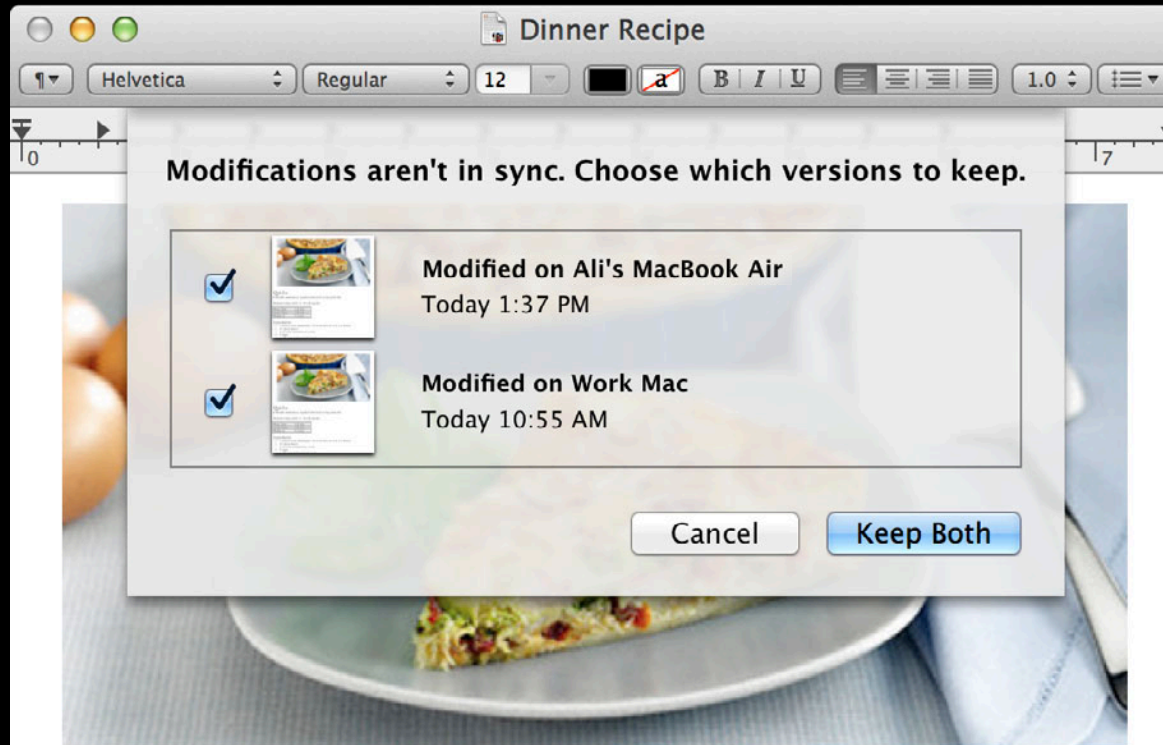 Dinner Recipe
¶ Helvetica Regular 12 a B I U 1.0
0 7
Modifications aren't in sync. Choose which versions to keep.
Modified on Ali's MacBook Air
Today 1:37 PM
Modified on Work Mac
Today 10:55 AM
Cancel Keep Both